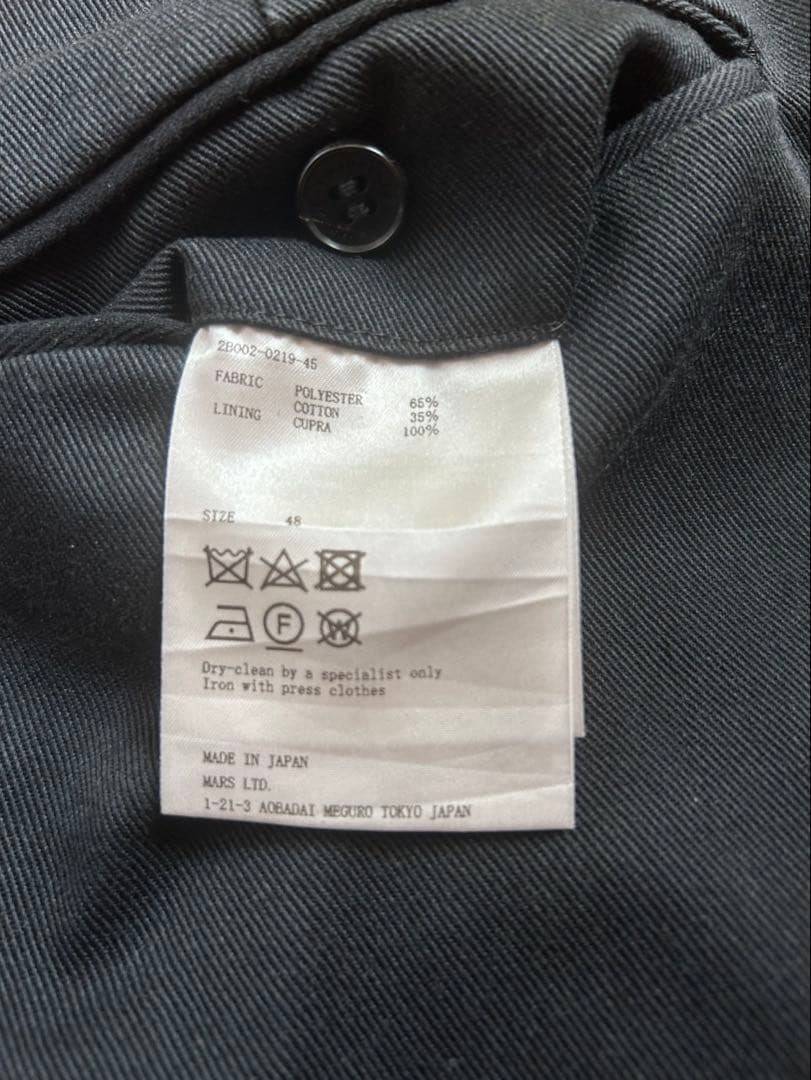 2B002-0219-45
FABRIC POLYESTER 65%
COTTON 35%
LINING CUPRA 100%
SIZE 48
F
W
Dry-clean by a specialist only
Iron with press clothes
MADE IN JAPAN
MARS LTD.
1-21-3 AOBADAI MEGURO TOKYO JAPAN